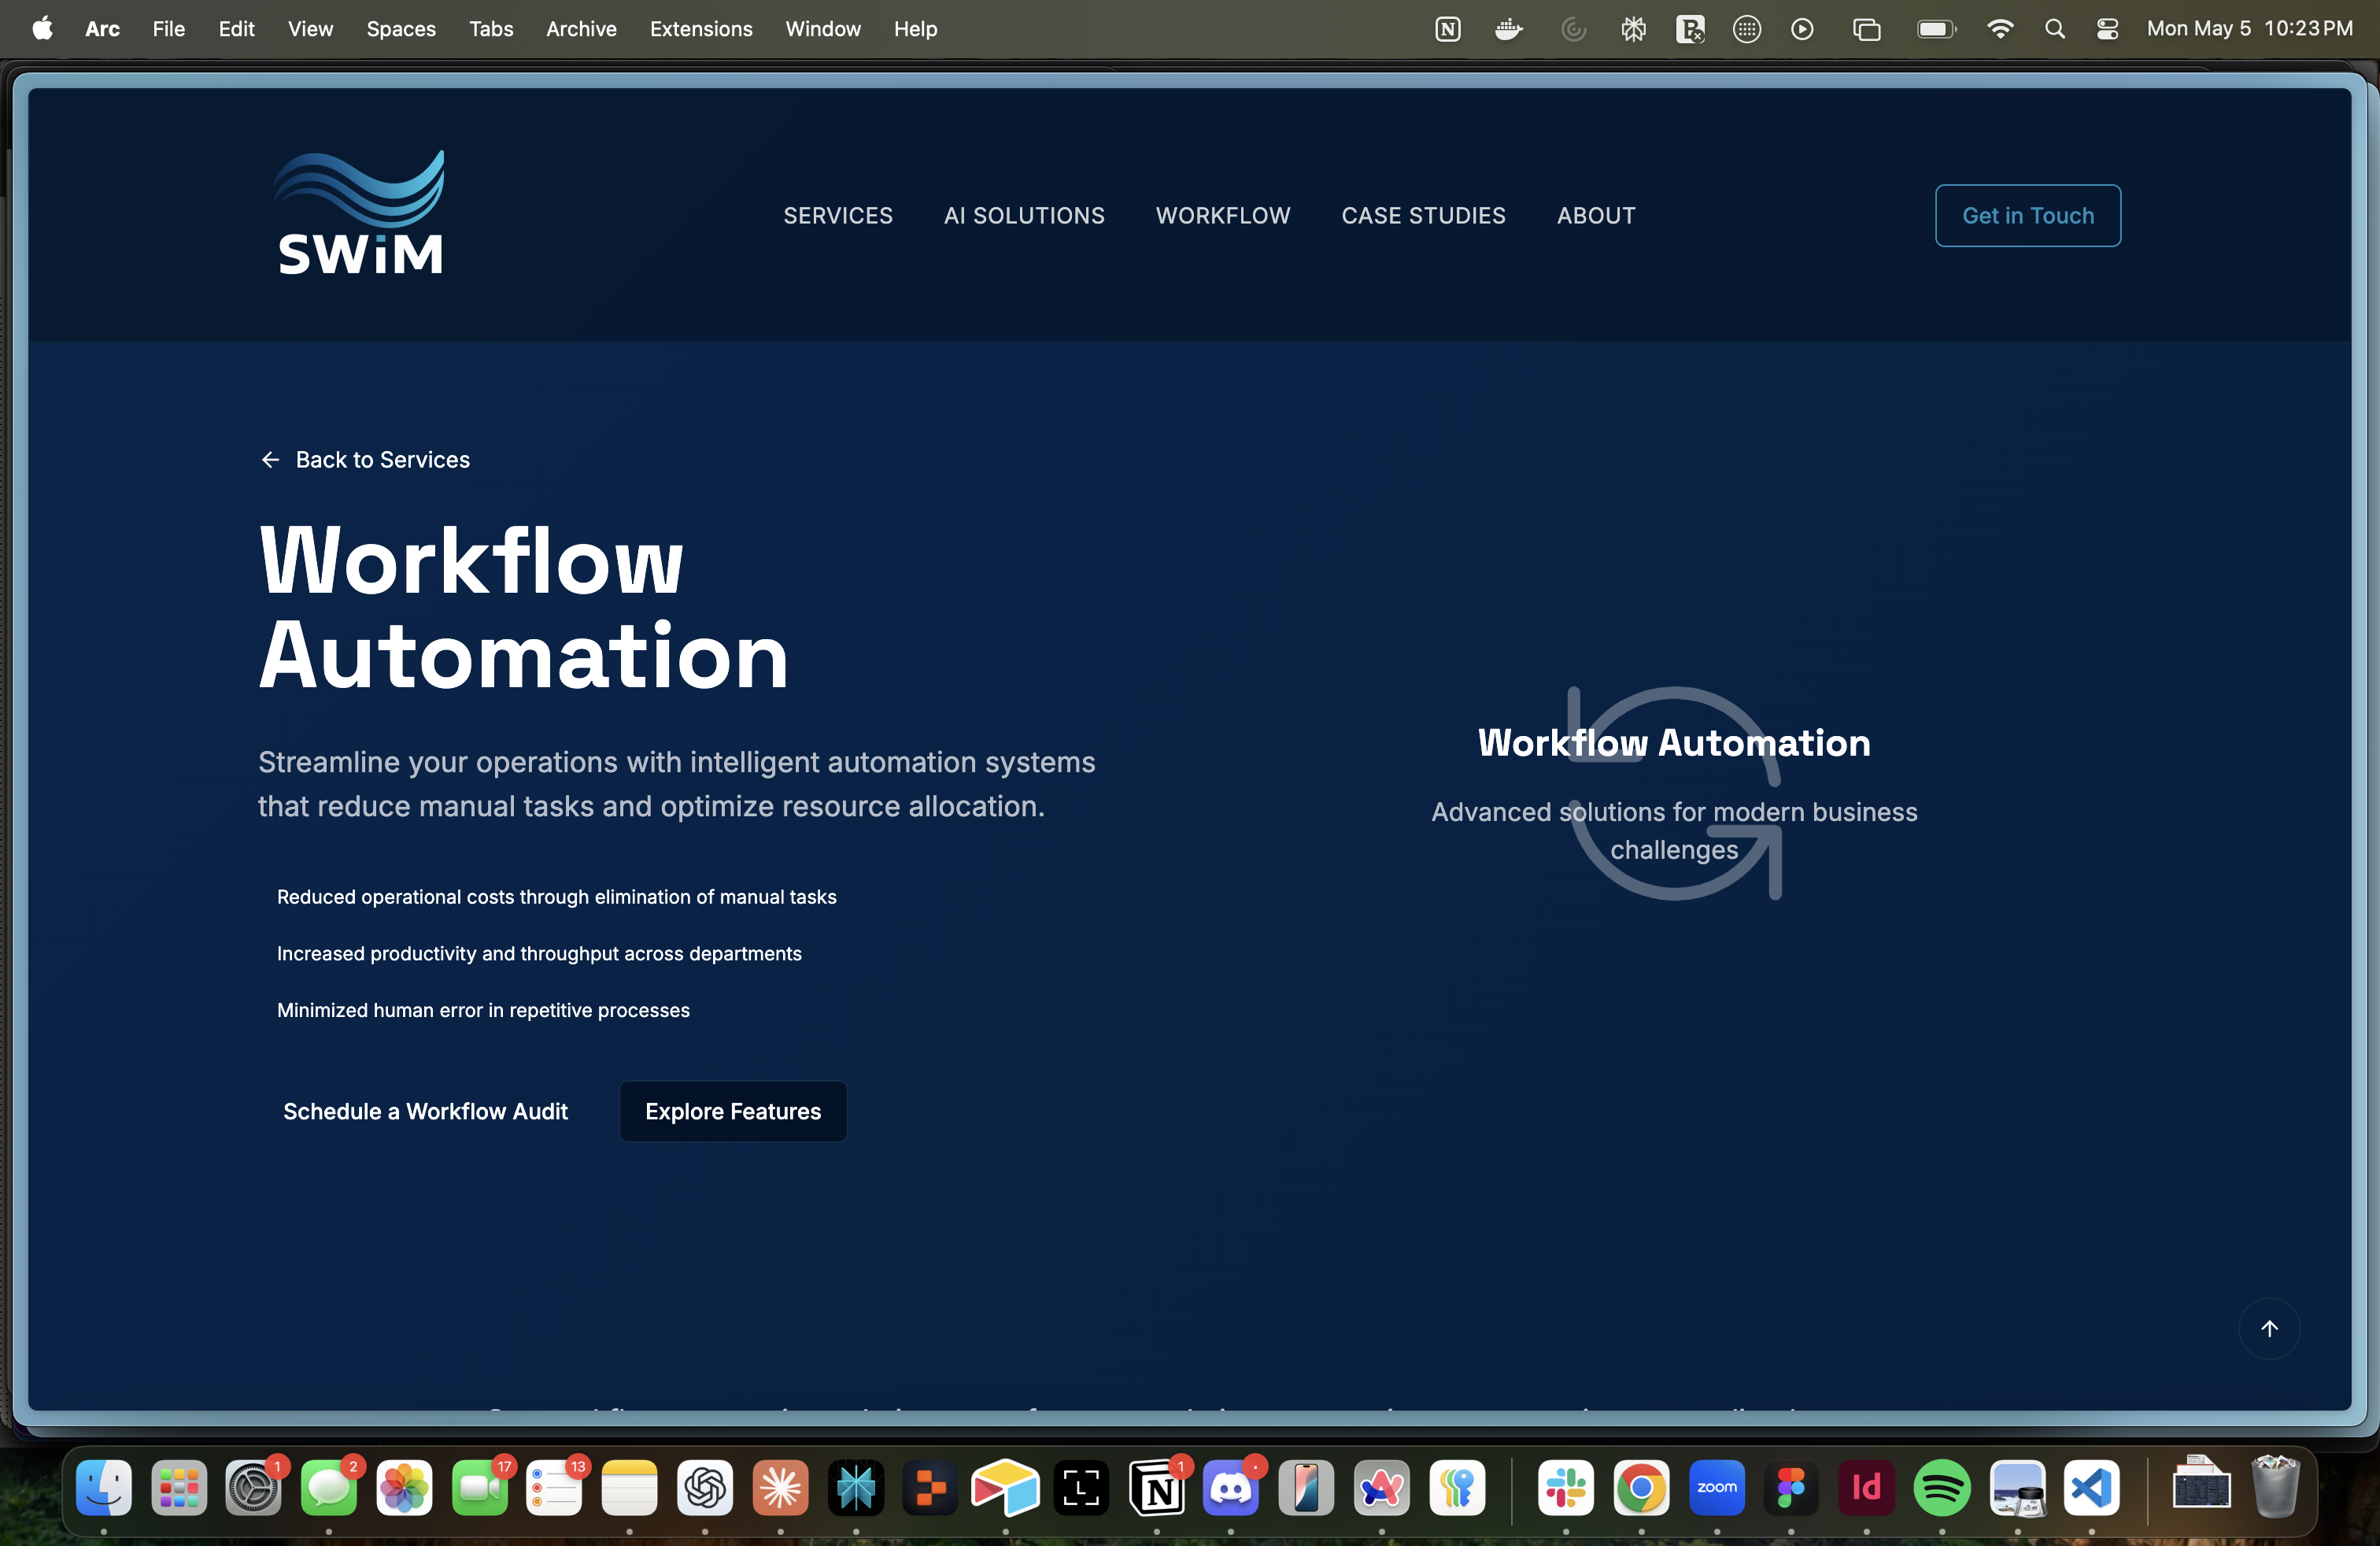 Arc File Edit View Spaces Tabs Archive Extensions Window Help Mon May 5 10:23 PM
SWiM
SERVICES AI SOLUTIONS WORKFLOW CASE STUDIES ABOUT
Get in Touch
← Back to Services
Workflow
Automation
Streamline your operations with intelligent automation systems
that reduce manual tasks and optimize resource allocation.
Reduced operational costs through elimination of manual tasks
Increased productivity and throughput across departments
Minimized human error in repetitive processes
Schedule a Workflow Audit
Explore Features
Workflow Automation
Advanced solutions for modern business
challenges
1
2
17
13
1
zoom
Id